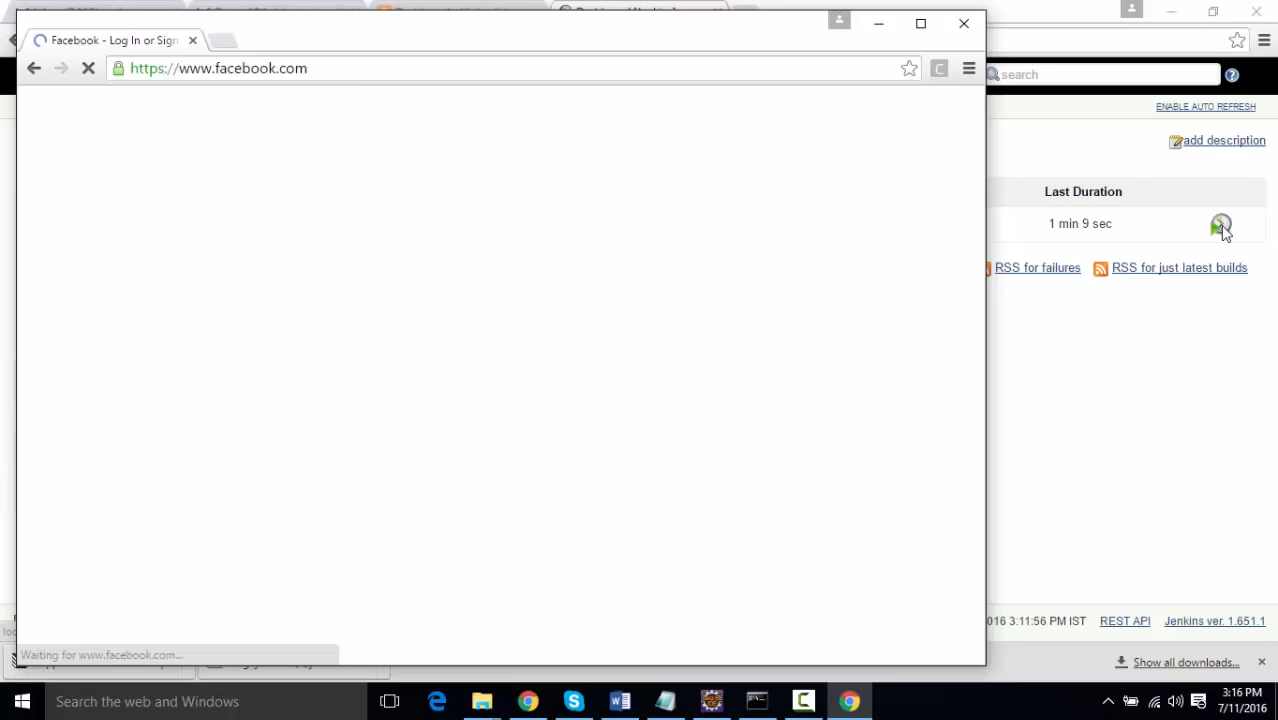 Facebook - Log In or Sign
https://www.facebook.com
C
search
ENABLE AUTO REFRESH
add description
Last Duration
1 min 9 sec
RSS for failures
RSS for just latest builds
016 3:11:56 PM IST
REST API
Jenkins ver. 1.651.1
Waiting for www.facebook.com...
Show all downloads...
Search the web and Windows
3:16 PM
7/11/2016